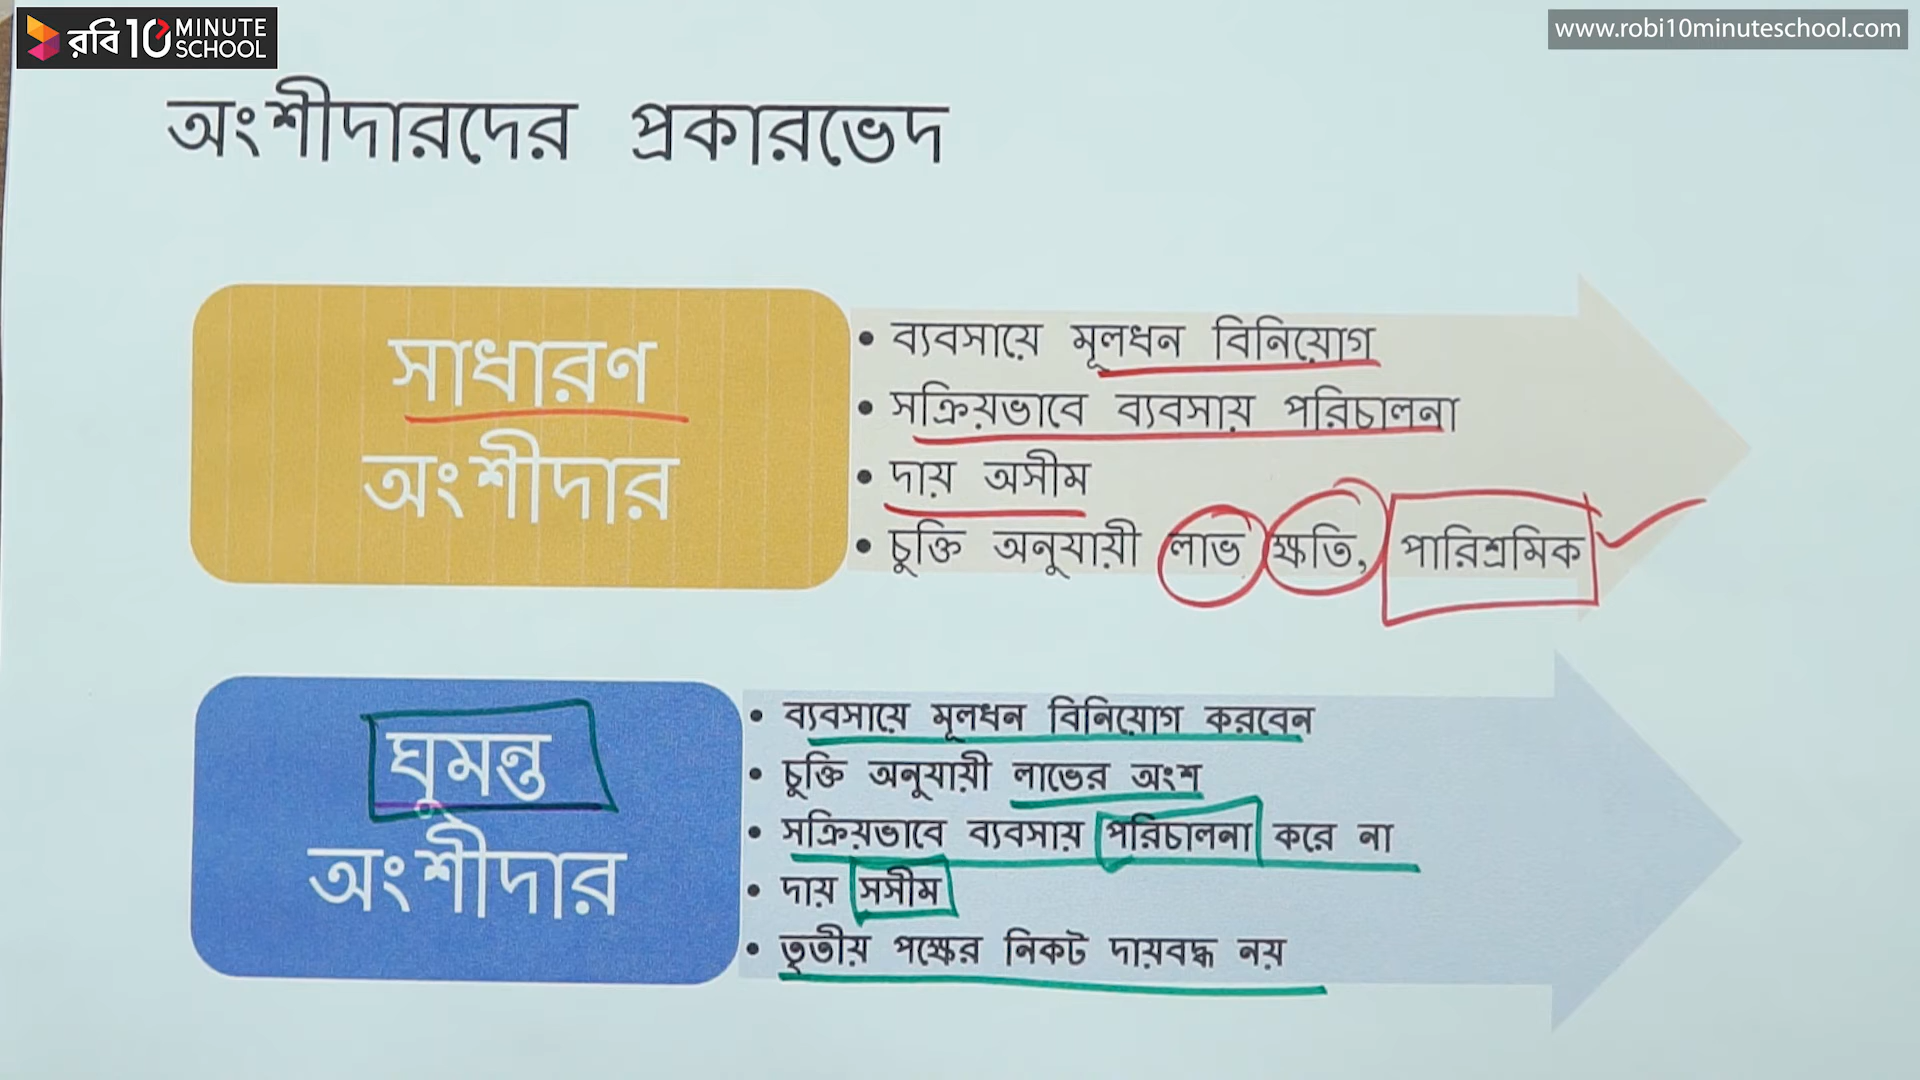 রবি 10 MINUTE SCHOOL
www.robi10minuteschool.com
অংশীদারদের প্রকারভেদ
সাধারণ
অংশীদার
• ব্যবসায়ে মূলধন বিনিয়োগ
• সক্রিয়ভাবে ব্যবসায় পরিচালনা
• দায় অসীম
• চুক্তি অনুযায়ী লাভ ক্ষতি, পারিশ্রমিক
ঘুমন্ত
অংশীদার
• ব্যবসায়ে মূলধন বিনিয়োগ করবেন
• চুক্তি অনুযায়ী লাভের অংশ
• সক্রিয়ভাবে ব্যবসায় পরিচালনা করে না
• দায় সসীম
• তৃতীয় পক্ষের নিকট দায়বদ্ধ নয়